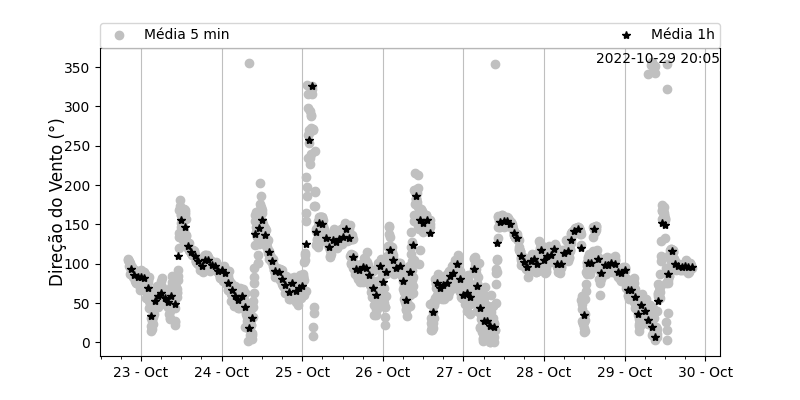 Média 5 min
Média 1h
2022-10-29 20:05
Direção do Vento (°)
350
300
250
200
150
100
50
0
23 - Oct
24 - Oct
25 - Oct
26 - Oct
27 - Oct
28 - Oct
29 - Oct
30 - Oct